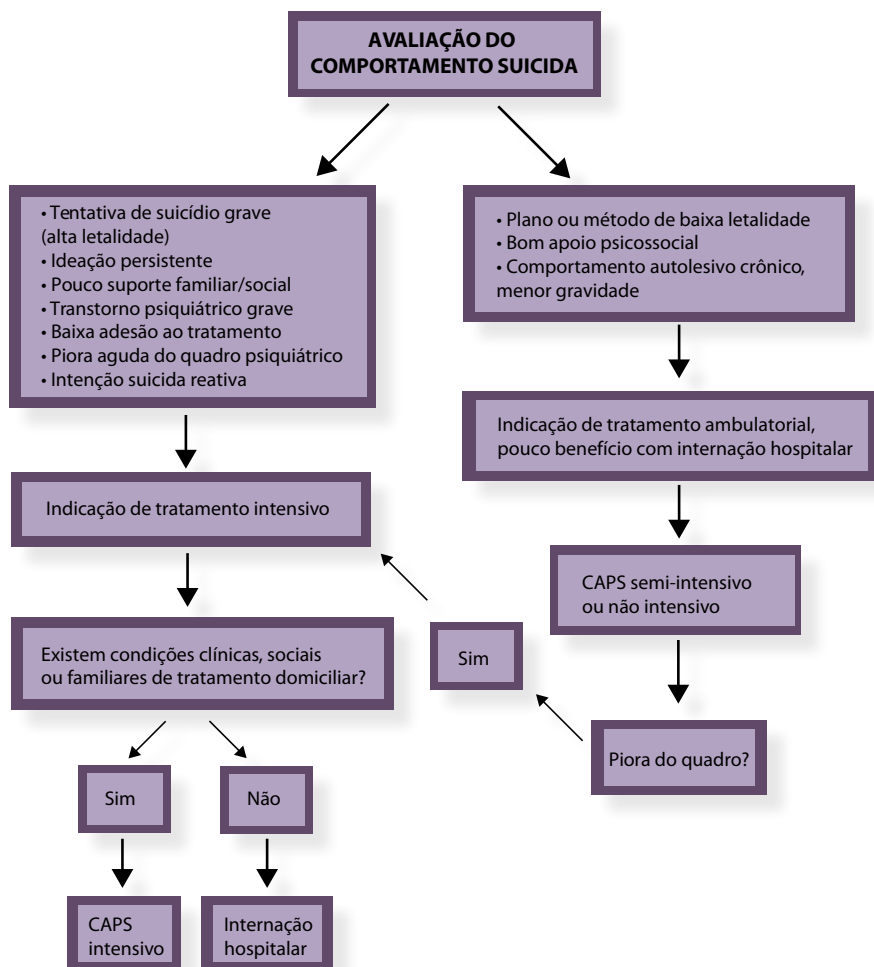 AVALIAÇÃO DO
COMPORTAMENTO SUICIDA
• Tentativa de suicídio grave
(alta letalidade)
• Ideação persistente
• Pouco suporte familiar/social
• Transtorno psiquiátrico grave
• Baixa adesão ao tratamento
• Piora aguda do quadro psiquiátrico
• Intenção suicida reativa
• Plano ou método de baixa letalidade
• Bom apoio psicossocial
• Comportamento autolesivo crônico,
menor gravidade
Indicação de tratamento ambulatorial,
pouco benefício com internação hospitalar
Indicação de tratamento intensivo
CAPS semi-intensivo
ou não intensivo
Existem condições clínicas, sociais
ou familiares de tratamento domiciliar?
Sim
Piora do quadro?
Sim
Não
CAPS
intensivo
Internação
hospitalar